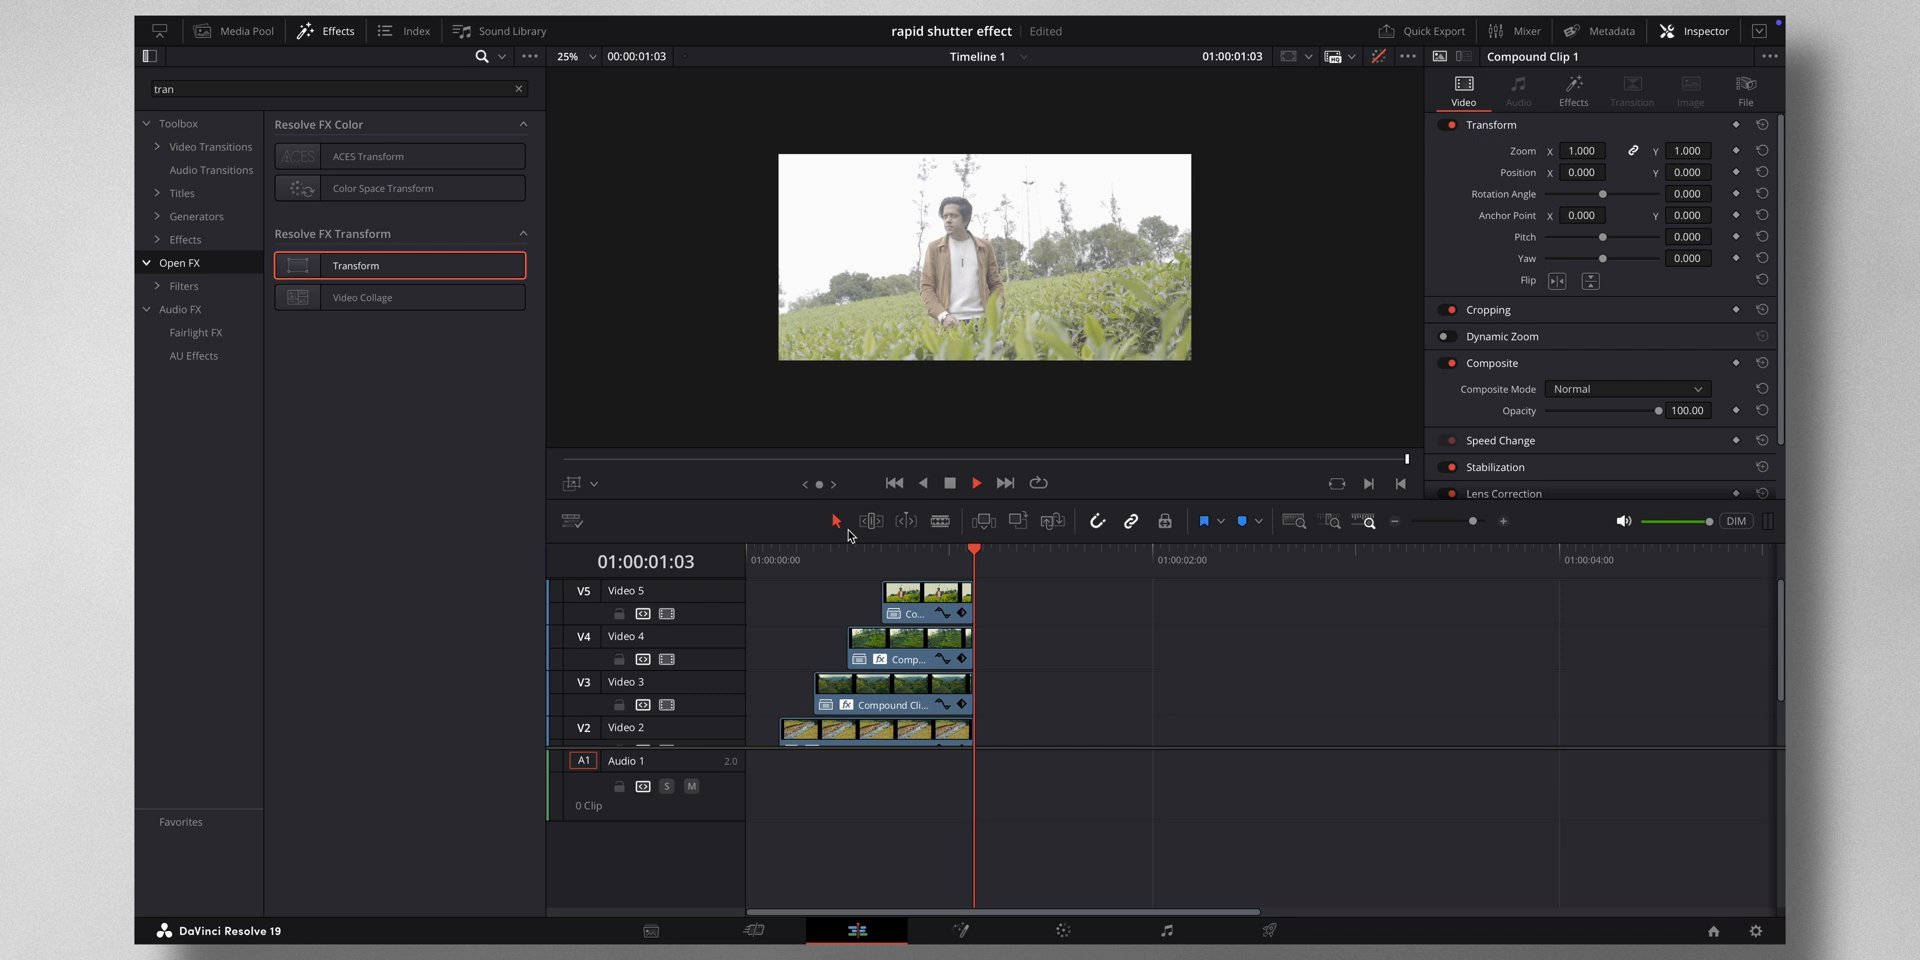 Media Pool
Effects
Index
Sound Library
rapid shutter effect
Edited
Quick Export
Mixer
Metadata
Inspector
25%
00:00:01:03
Timeline 1
01:00:01:03
Compound Clip 1
tran
Toolbox
Video Transitions
Audio Transitions
Titles
Generators
Effects
Open FX
Filters
Audio FX
Fairlight FX
AU Effects
Favorites
Resolve FX Color
ACES
ACES Transform
Color Space Transform
Resolve FX Transform
Transform
Video Collage
Video
Audio
Effects
Transition
Image
File
Transform
Zoom X 1.000 Y 1.000
Position X 0.000 Y 0.000
Rotation Angle 0.000
Anchor Point X 0.000 Y 0.000
Pitch 0.000
Yaw 0.000
Flip
Cropping
Dynamic Zoom
Composite
Composite Mode Normal
Opacity 100.00
Speed Change
Stabilization
Lens Correction
DIM
01:00:01:03
01:00:00:00
01:00:02:00
01:00:04:00
V5 Video 5
Co...
V4 Video 4
fx Comp...
V3 Video 3
fx Compound Cli...
V2 Video 2
A1 Audio 1 2.0
S M
0 Clip
DaVinci Resolve 19